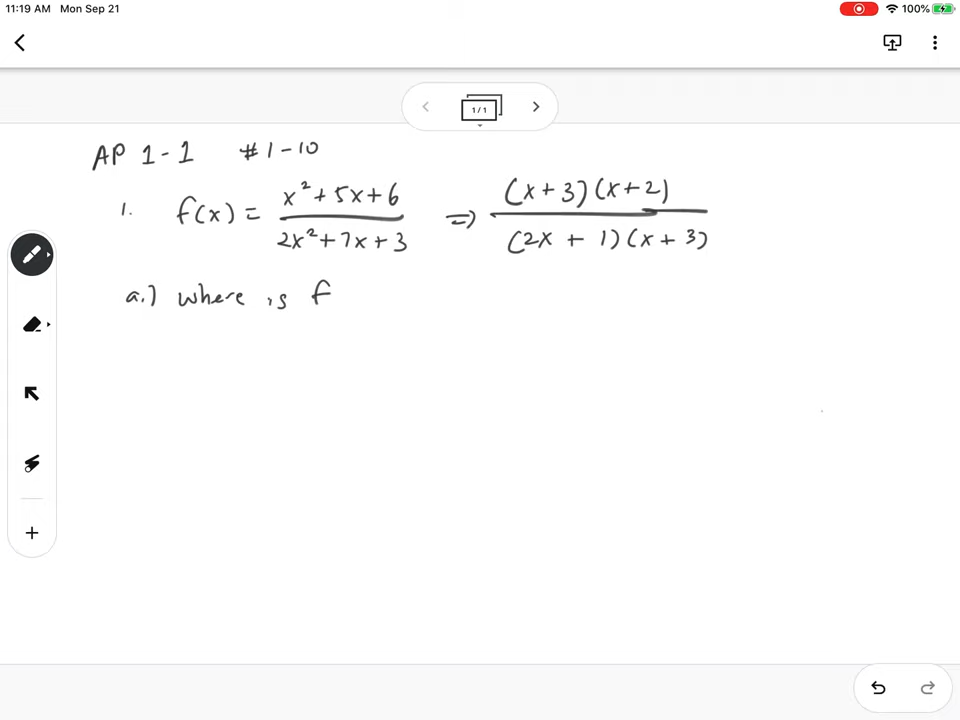 11:19 AM Mon Sep 21 100%
1/1
AP 1-1 #1-10
1. f(x) = x²+5x+6 / 2x²+7x+3 ⇒ (x+3)(x+2) / (2x + 1)(x+3)
a.) where is f